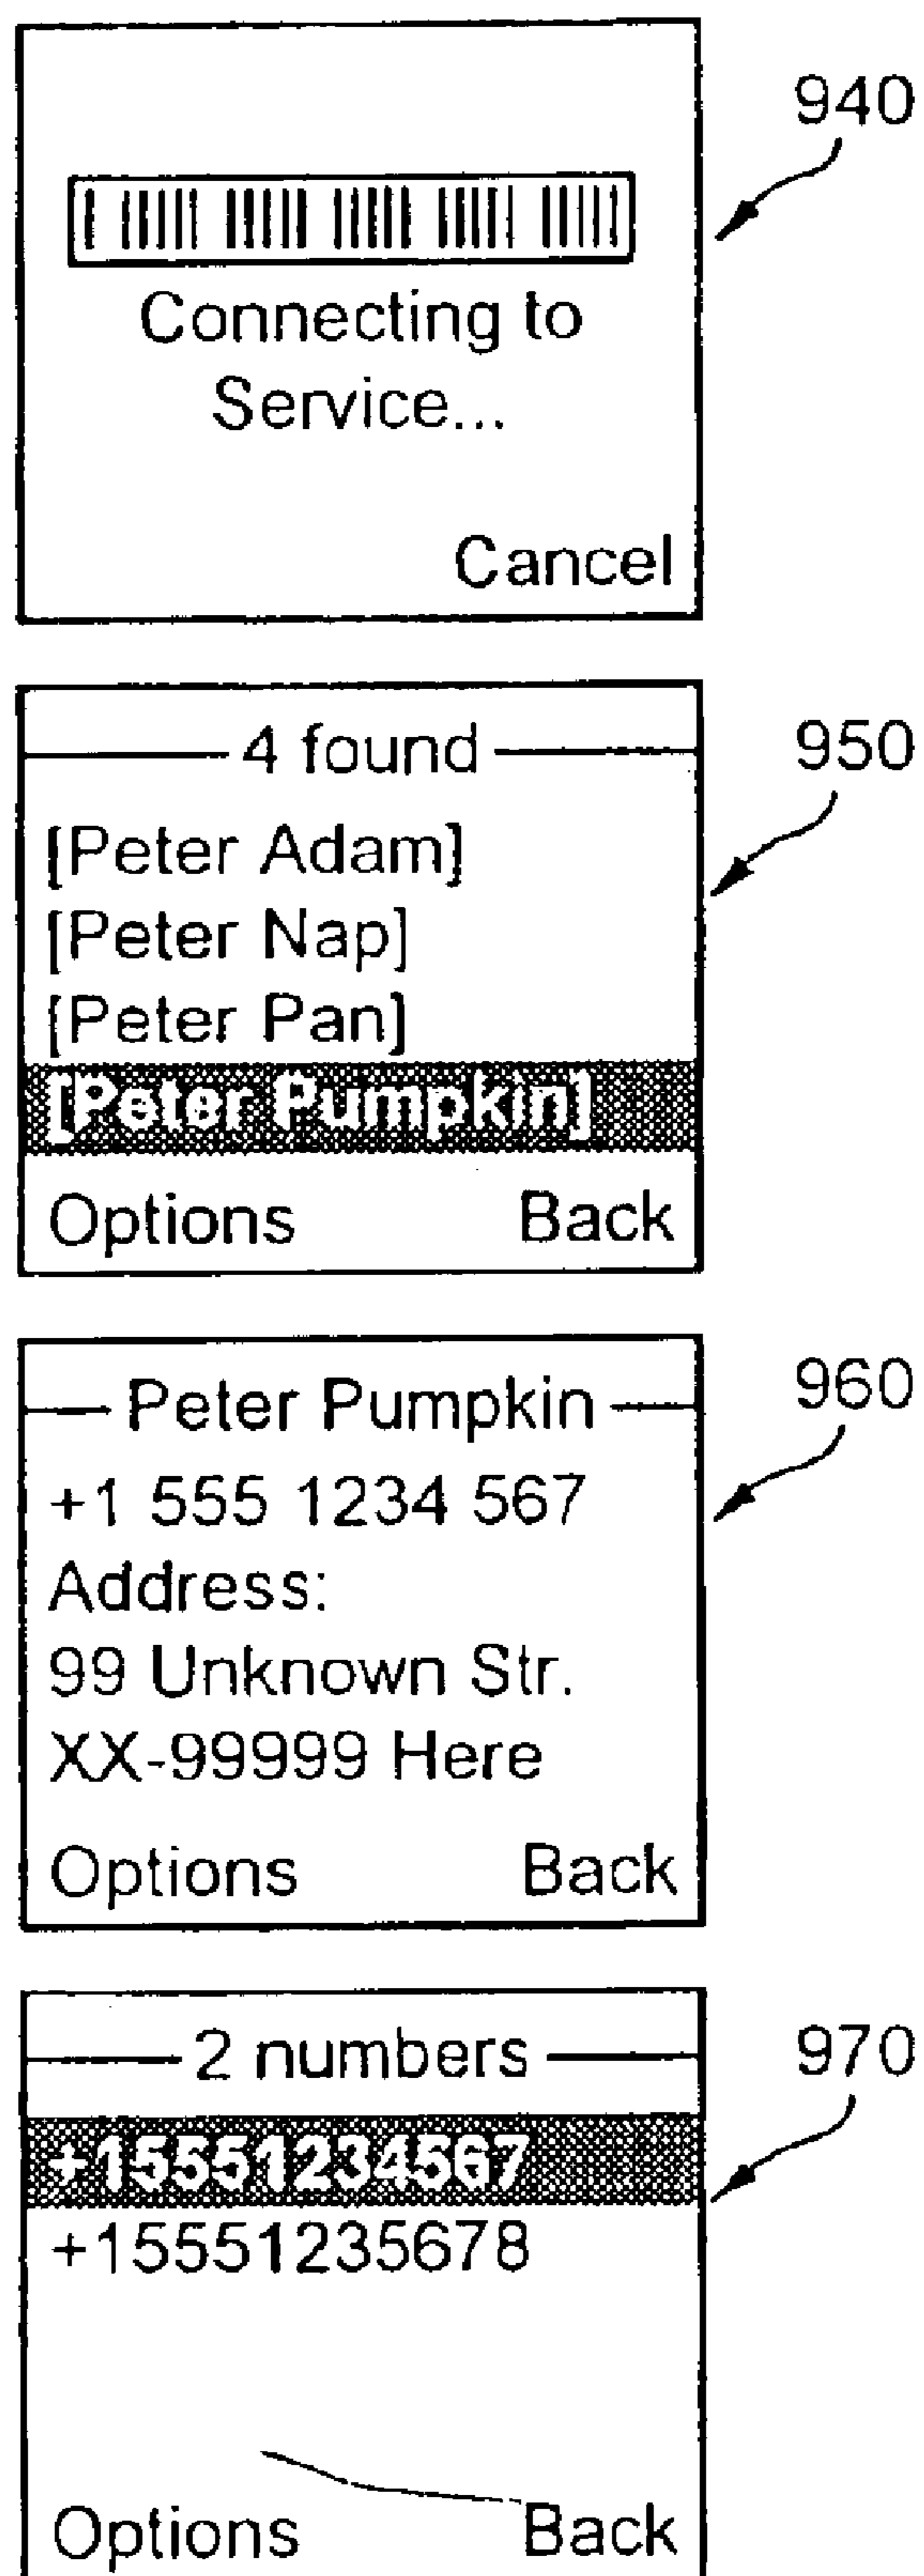 940
Connecting to
Service...
Cancel
4 found
950
[Peter Adam]
[Peter Nap]
[Peter Pan]
[Peter Pumpkin]
Options Back
Peter Pumpkin
960
+1 555 1234 567
Address:
99 Unknown Str.
XX-99999 Here
Options Back
2 numbers
970
+15551234567
+15551235678
Options Back